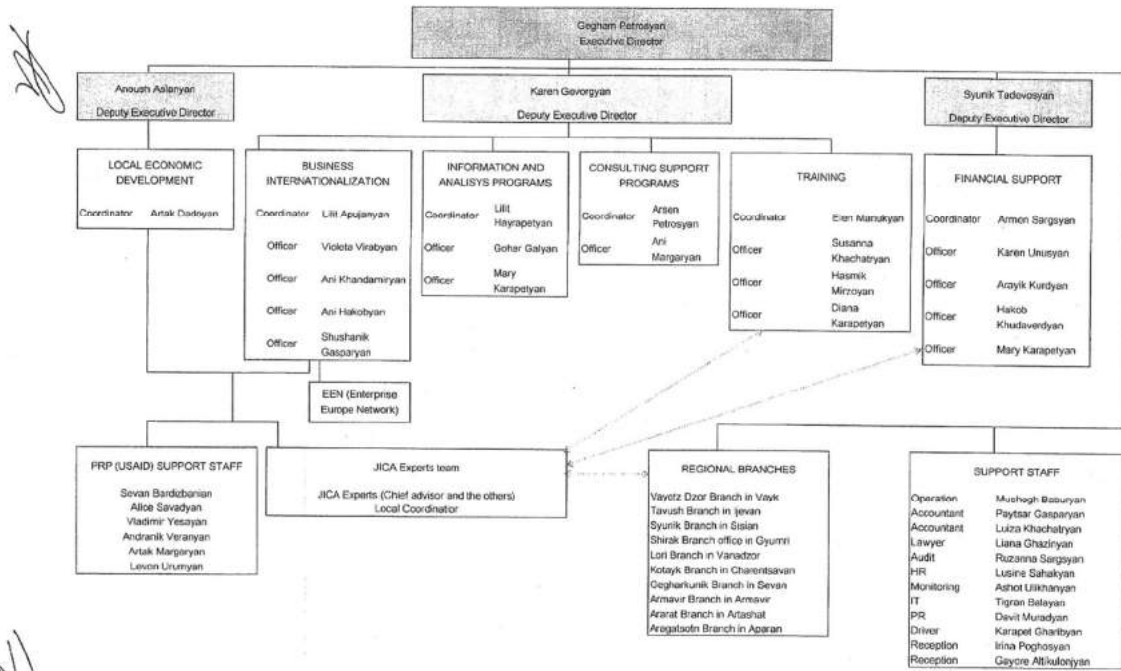 Gegham Petrosyan
Executive Director
Anoush Aslanyan
Deputy Executive Director
Karen Gevorgyan
Deputy Executive Director
Syunik Tadevosyan
Deputy Executive Director
LOCAL ECONOMIC
DEVELOPMENT
Coordinator Artak Dadoyan
BUSINESS
INTERNATIONALIZATION
Coordinator Lilit Apujanyan
Officer Violeta Virabyan
Officer Ani Khandamiryan
Officer Ani Hakobyan
Officer Shushanik
Gasparyan
EEN (Enterprise
Europe Network)
INFORMATION AND
ANALISYS PROGRAMS
Coordinator Lilit
Hayrapetyan
Officer Gohar Galyan
Officer Mary
Karapetyan
CONSULTING SUPPORT
PROGRAMS
Coordinator Arsen
Petrosyan
Officer Ani
Margaryan
TRAINING
Coordinator Elen Manukyan
Officer Susanna
Khachatryan
Officer Hasmik
Mirzoyan
Officer Diana
Karapetyan
FINANCIAL SUPPORT
Coordinator Armen Sargsyan
Officer Karen Unusyan
Officer Arayik Kurdyan
Officer Hakob
Khudaverdyan
Officer Mary Karapetyan
PRP (USAID) SUPPORT STAFF
Sevan Bardizbanian
Alice Savadyan
Vladimir Yesayan
Andranik Veranyan
Artak Margaryan
Levon Urumyan
JICA Experts team
JICA Experts (Chief advisor and the others)
Local Coordinatior
REGIONAL BRANCHES
Vayotz Dzor Branch in Vayk
Tavush Branch in Ijevan
Syunik Branch in Sisian
Shirak Branch office in Gyumri
Lori Branch in Vanadzor
Kotayk Branch in Charentsavan
Gegharkunik Branch in Sevan
Armavir Branch in Armavir
Ararat Branch in Artashat
Aragatsotn Branch in Aparan
SUPPORT STAFF
Operation Mushegh Baburyan
Accountant Paytsar Gasparyan
Accountant Luiza Khachatryan
Lawyer Liana Ghazinyan
Audit Ruzanna Sargsyan
HR Lusine Sahakyan
Monitoring Ashot Ulikhanyan
IT Tigran Balayan
PR Davit Muradyan
Driver Karapet Gharibyan
Reception Irina Poghosyan
Reception Gayane